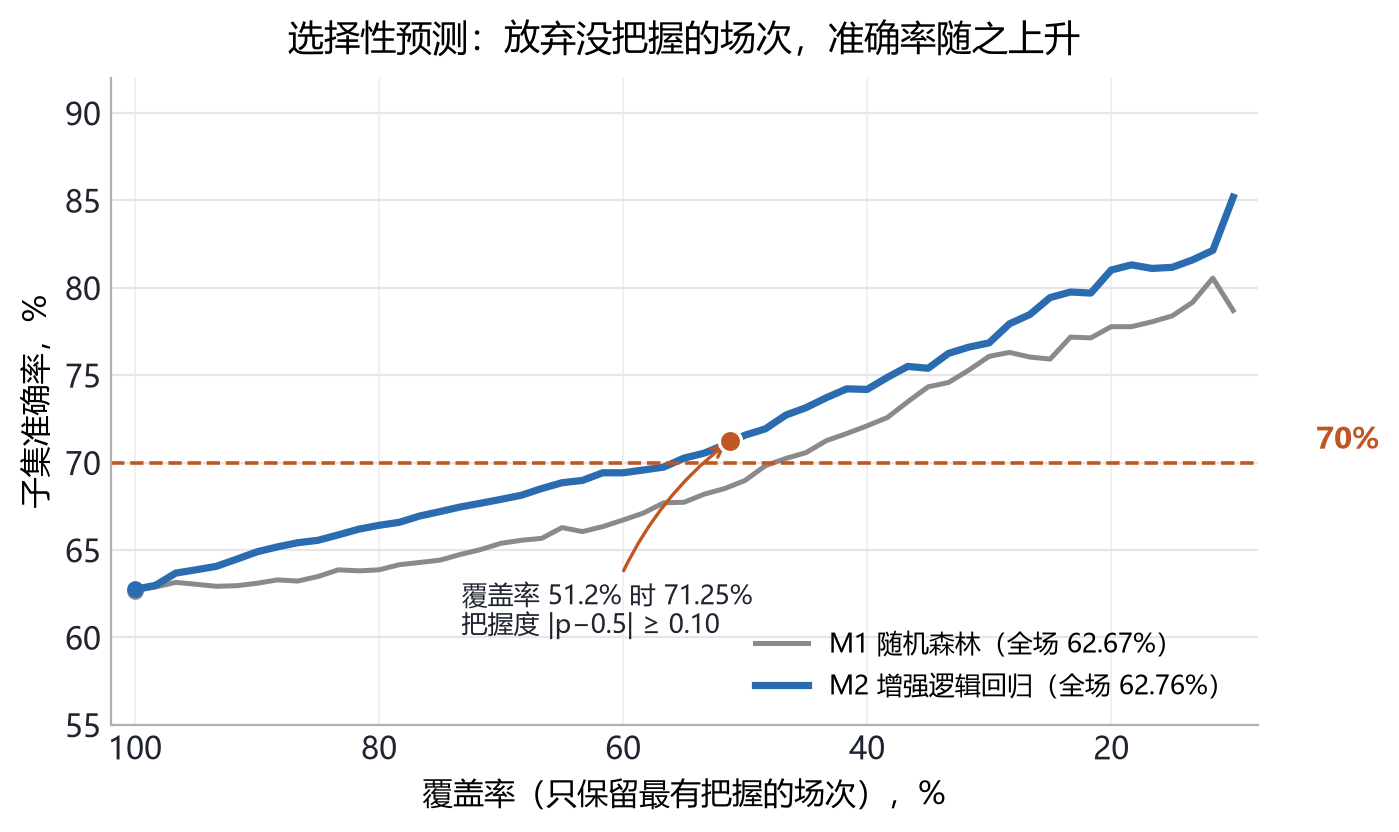 选择性预测：放弃没把握的场次，准确率随之上升
子集准确率，%
90
85
80
75
70
65
60
55
70%
覆盖率 51.2% 时 71.25%
把握度 |p−0.5| ≥ 0.10
M1 随机森林（全场 62.67%）
M2 增强逻辑回归（全场 62.76%）
100 80 60 40 20
覆盖率（只保留最有把握的场次），%